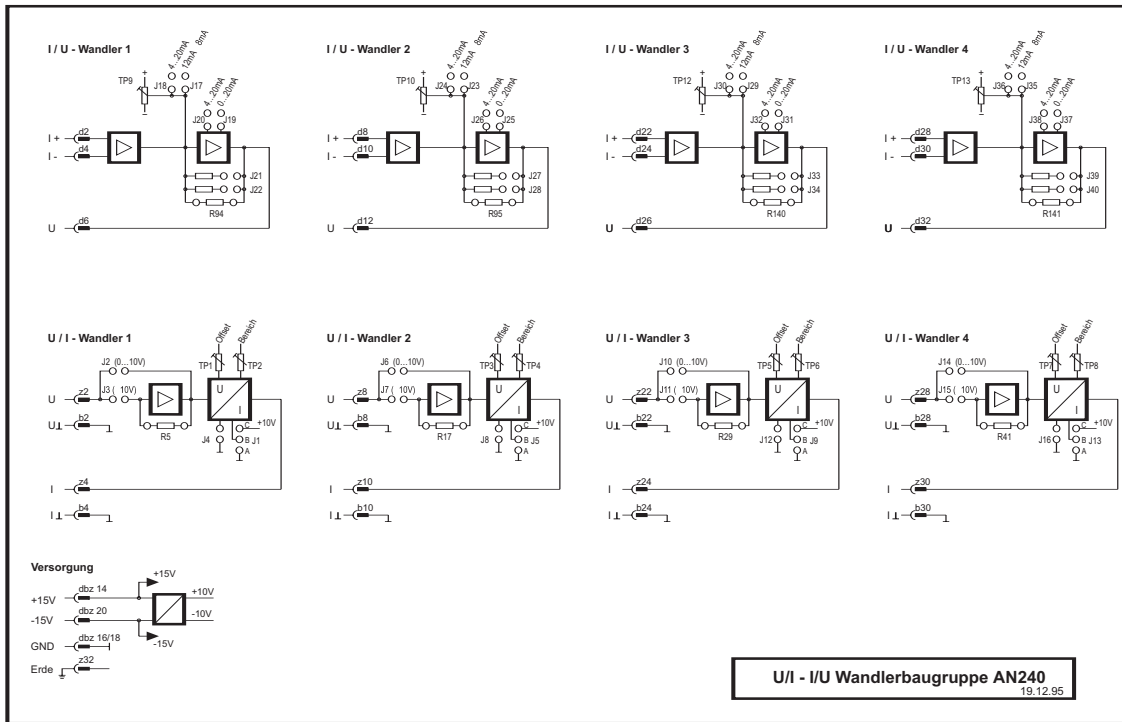 I / U - Wandler 1
4...20mA
12mA 8mA
+
TP9
J18
J17
4...20mA
0...20mA
J20
J19
I +
d2
I -
d4
J21
J22
R94
U
d6
I / U - Wandler 2
4...20mA
12mA 8mA
+
TP10
J24
J23
4...20mA
0...20mA
J26
J25
I +
d8
I -
d10
J27
J28
R95
U
d12
I / U - Wandler 3
4...20mA
12mA 8mA
+
TP12
J30
J29
4...20mA
0...20mA
J32
J31
I +
d22
I -
d24
J33
J34
R140
U
d26
I / U - Wandler 4
4...20mA
12mA 8mA
+
TP13
J36
J35
4...20mA
0...20mA
J38
J37
I +
d28
I -
d30
J39
J40
R141
U
d32
U / I - Wandler 1
Offset
Bereich
J2 (0...10V)
TP1
TP2
J3 ( 10V)
U
z2
U
I
U⊥
b2
R5
J4
C
+10V
B
J1
A
I
z4
I⊥
b4
U / I - Wandler 2
Offset
Bereich
J6 (0...10V)
TP3
TP4
J7 ( 10V)
U
z8
U
I
U⊥
b8
R17
J8
C
+10V
B
J5
A
I
z10
I⊥
b10
U / I - Wandler 3
Offset
Bereich
J10 (0...10V)
TP5
TP6
J11 ( 10V)
U
z22
U
I
U⊥
b22
R29
J12
C
+10V
B
J9
A
I
z24
I⊥
b24
U / I - Wandler 4
Offset
Bereich
J14 (0...10V)
TP7
TP8
J15 ( 10V)
U
z28
U
I
U⊥
b28
R41
J16
C
+10V
B
J13
A
I
z30
I⊥
b30
Versorgung
+15V
+15V
dbz 14
+10V
-15V
dbz 20
-10V
-15V
GND
dbz 16/18
Erde
z32
U/I - I/U Wandlerbaugruppe AN240
19.12.95